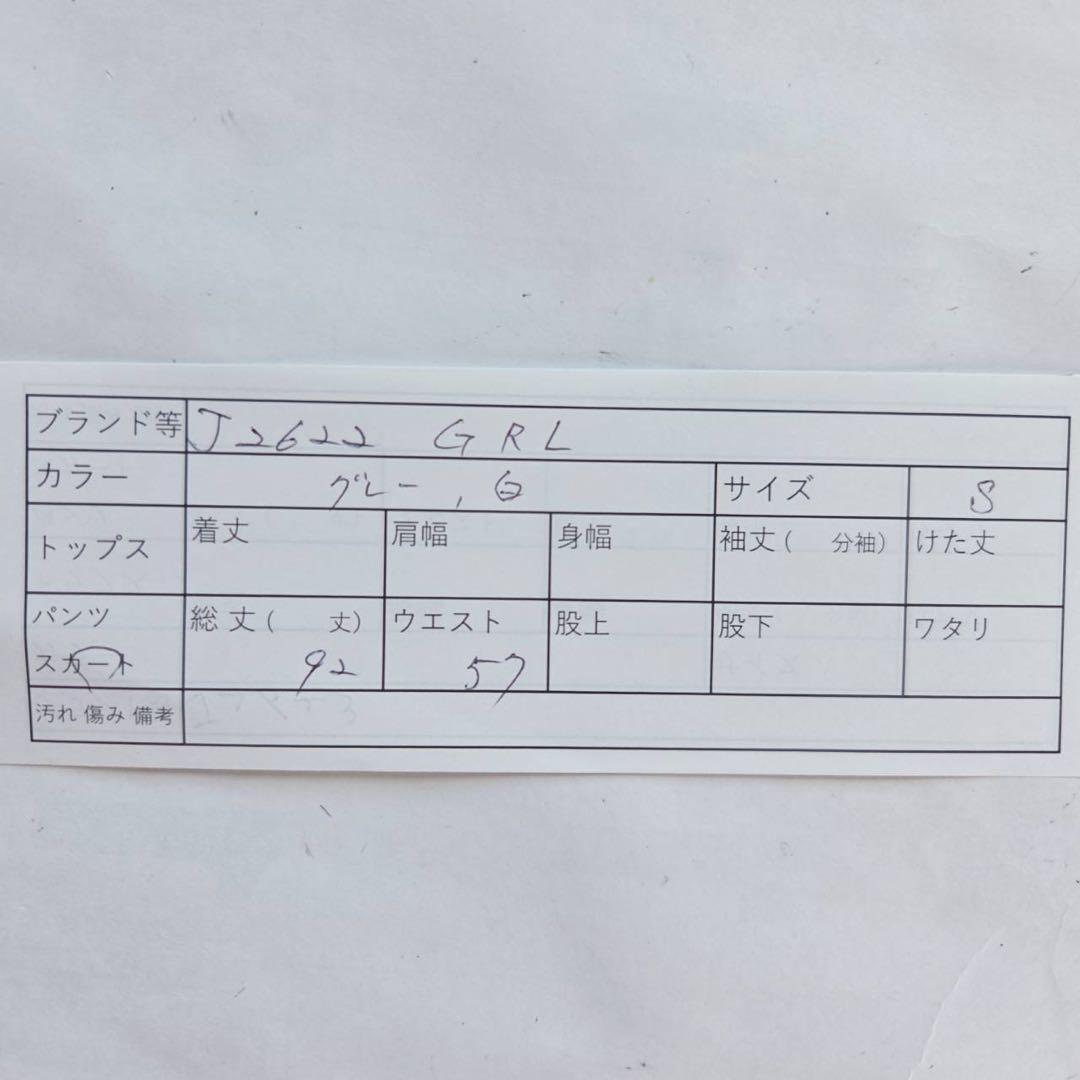 ブランド等 J2622 GRL
カラー グレー,白 サイズ S
トップス 着丈 肩幅 身幅 袖丈( 分袖) けた丈
パンツ 総丈( 丈) ウエスト 股上 股下 ワタリ
スカート 92 57
汚れ 傷み 備考